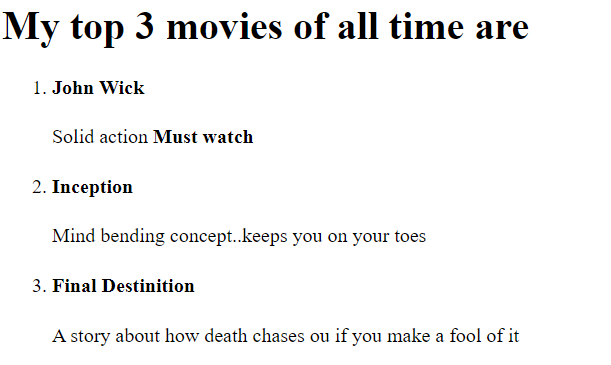 My top 3 movies of all time are
1. John Wick
Solid action Must watch
2. Inception
Mind bending concept..keeps you on your toes
3. Final Destinition
A story about how death chases ou if you make a fool of it